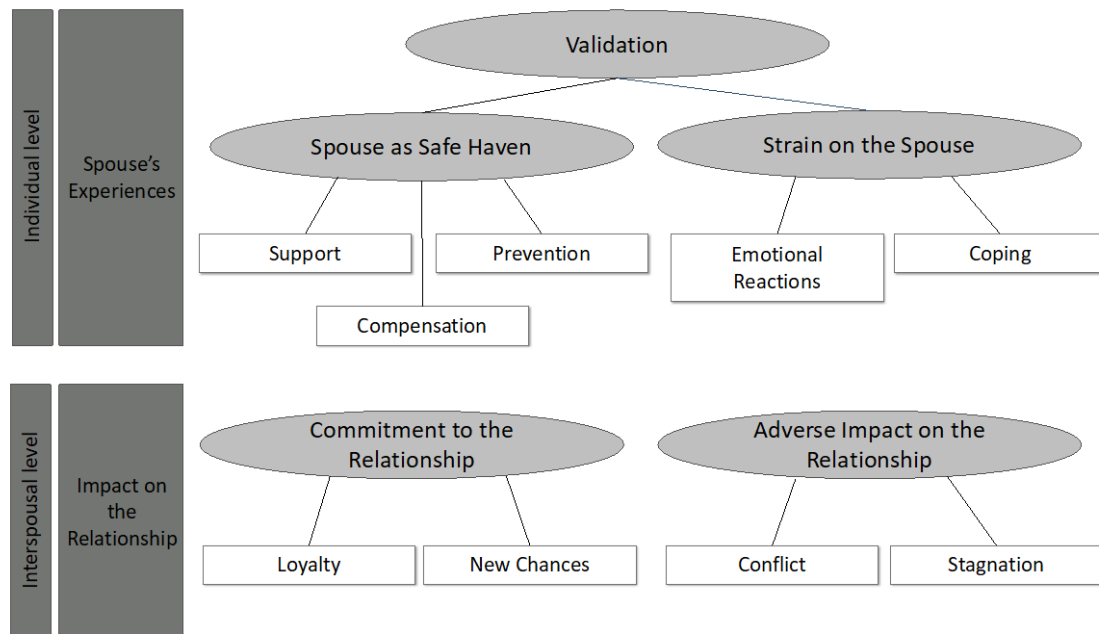 Individual level
Spouse's
Experiences
Validation
Spouse as Safe Haven
Strain on the Spouse
Support
Prevention
Compensation
Emotional
Reactions
Coping
Interspousal level
Impact on
the
Relationship
Commitment to the
Relationship
Adverse Impact on the
Relationship
Loyalty
New Chances
Conflict
Stagnation